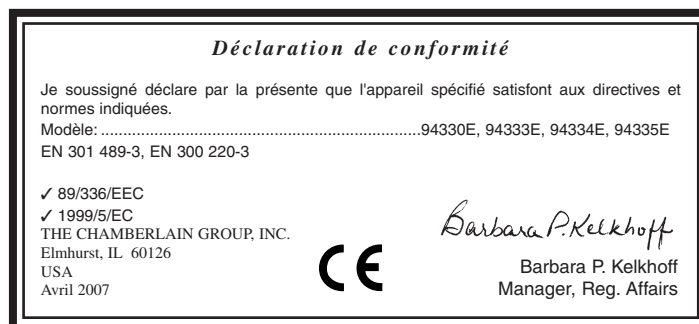 Déclaration de conformité
Je soussigné déclare par la présente que l'appareil spécifié satisfont aux directives et
normes indiquées.
Modèle: ........................................................................94330E, 94333E, 94334E, 94335E
EN 301 489-3, EN 300 220-3
✓ 89/336/EEC
✓ 1999/5/EC
THE CHAMBERLAIN GROUP, INC.
Elmhurst, IL 60126
USA
Avril 2007
CE
Barbara P. Kelkhoff
Barbara P. Kelkhoff
Manager, Reg. Affairs